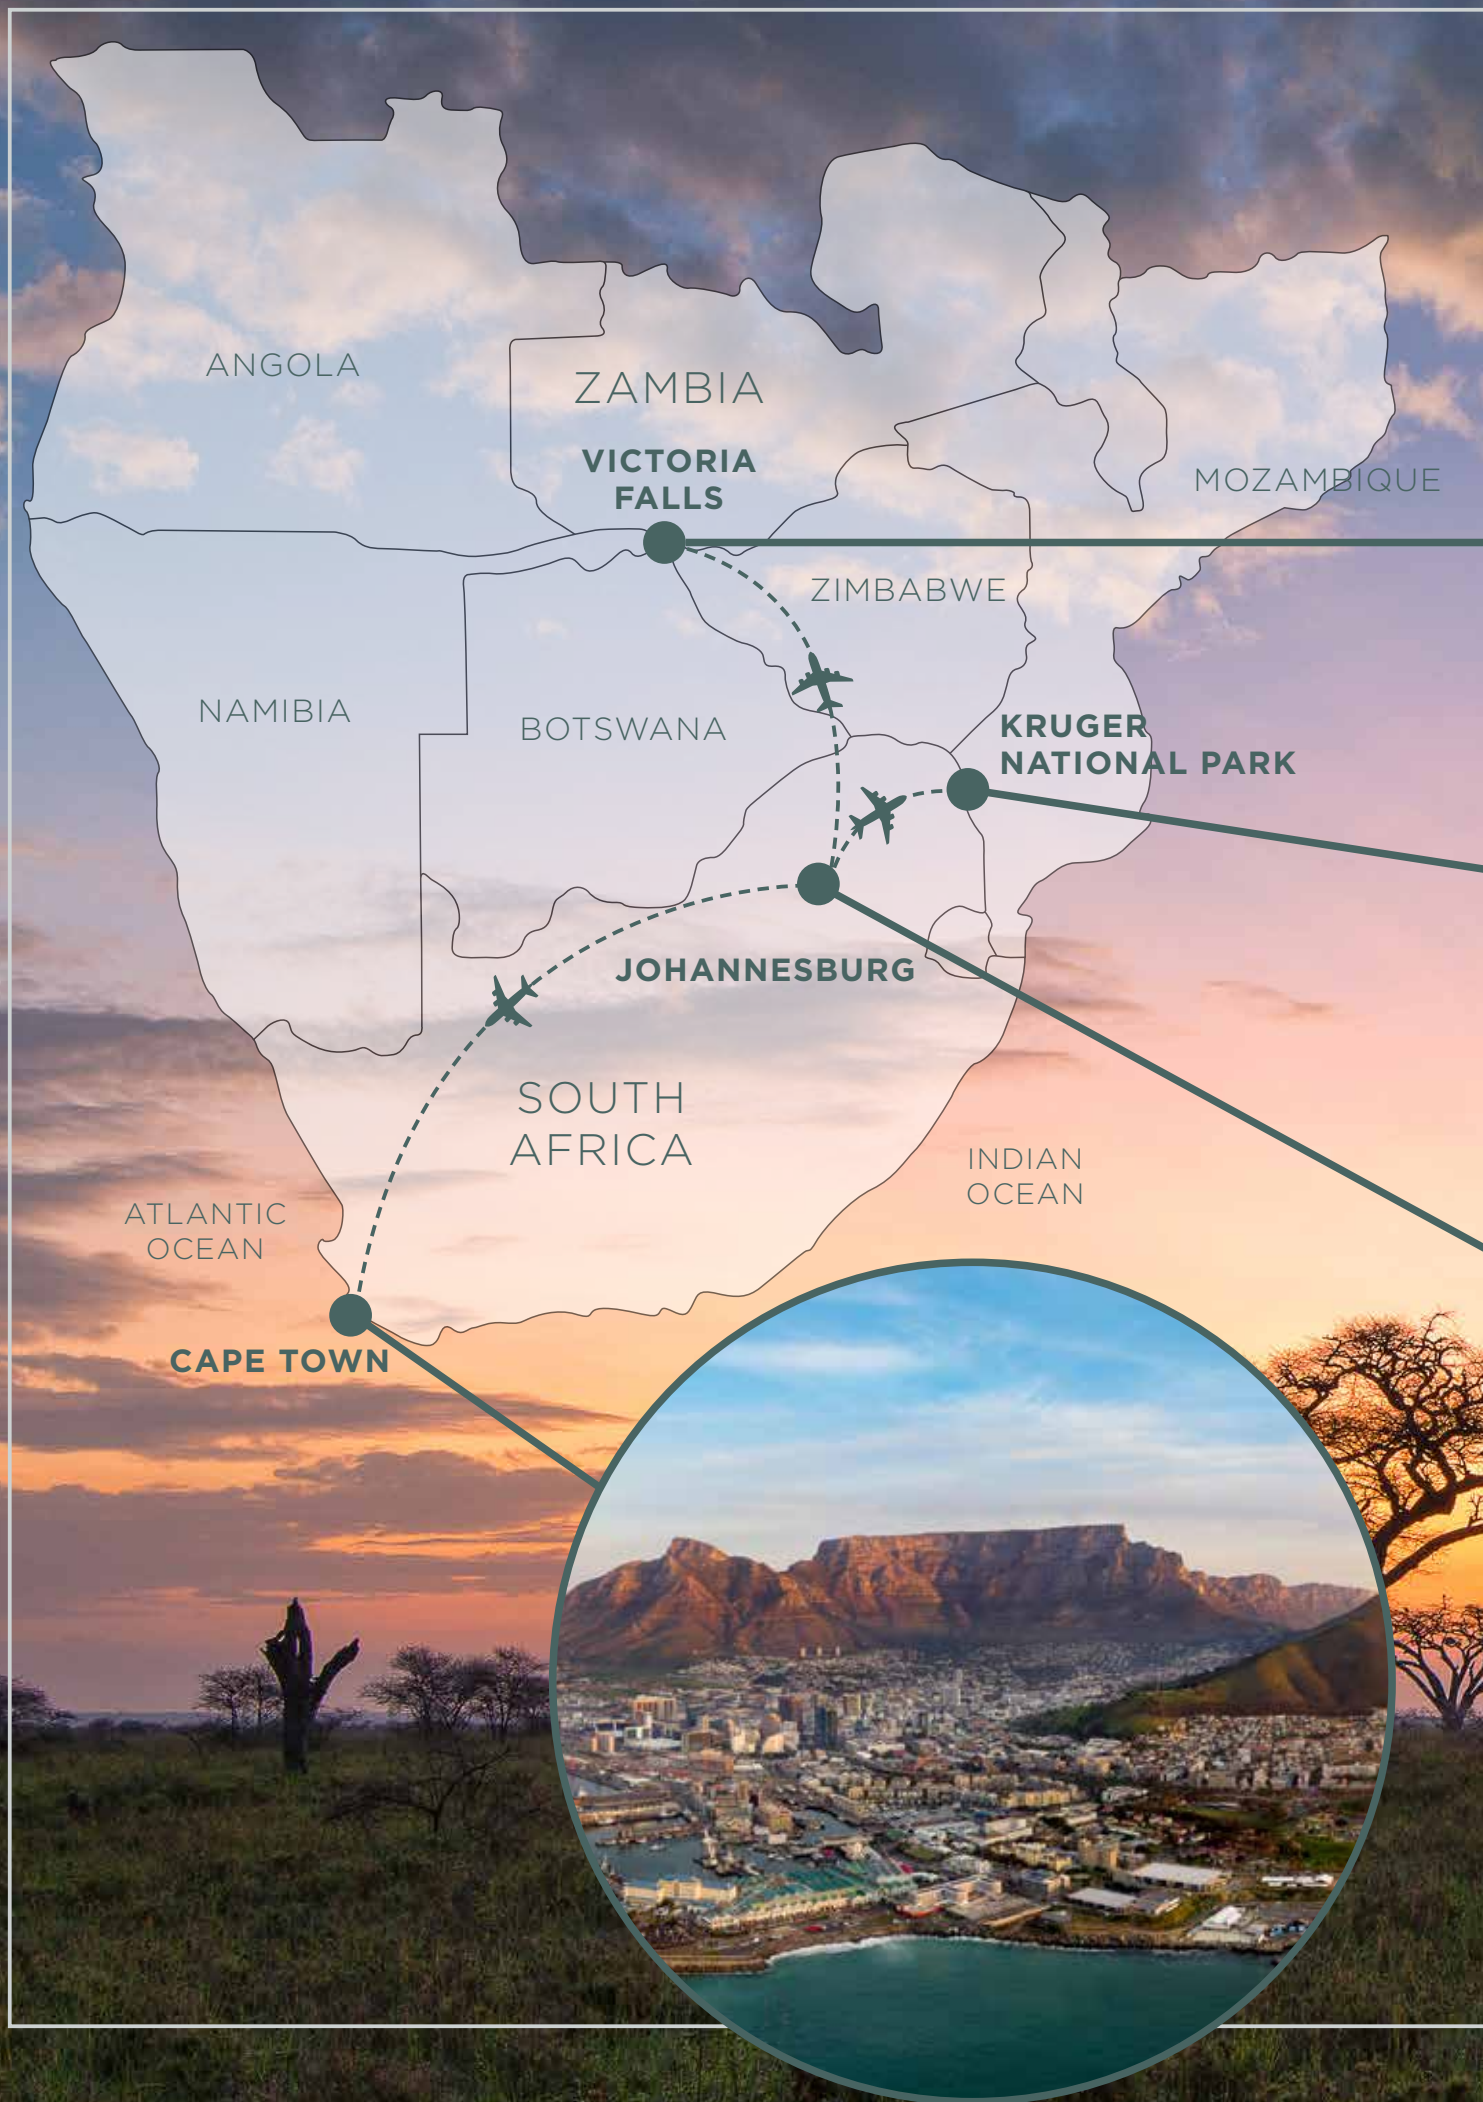 ANGOLA
ZAMBIA
VICTORIA
FALLS
MOZAMBIQUE
ZIMBABWE
NAMIBIA
BOTSWANA
KRUGER
NATIONAL PARK
JOHANNESBURG
SOUTH
AFRICA
INDIAN
OCEAN
ATLANTIC
OCEAN
CAPE TOWN